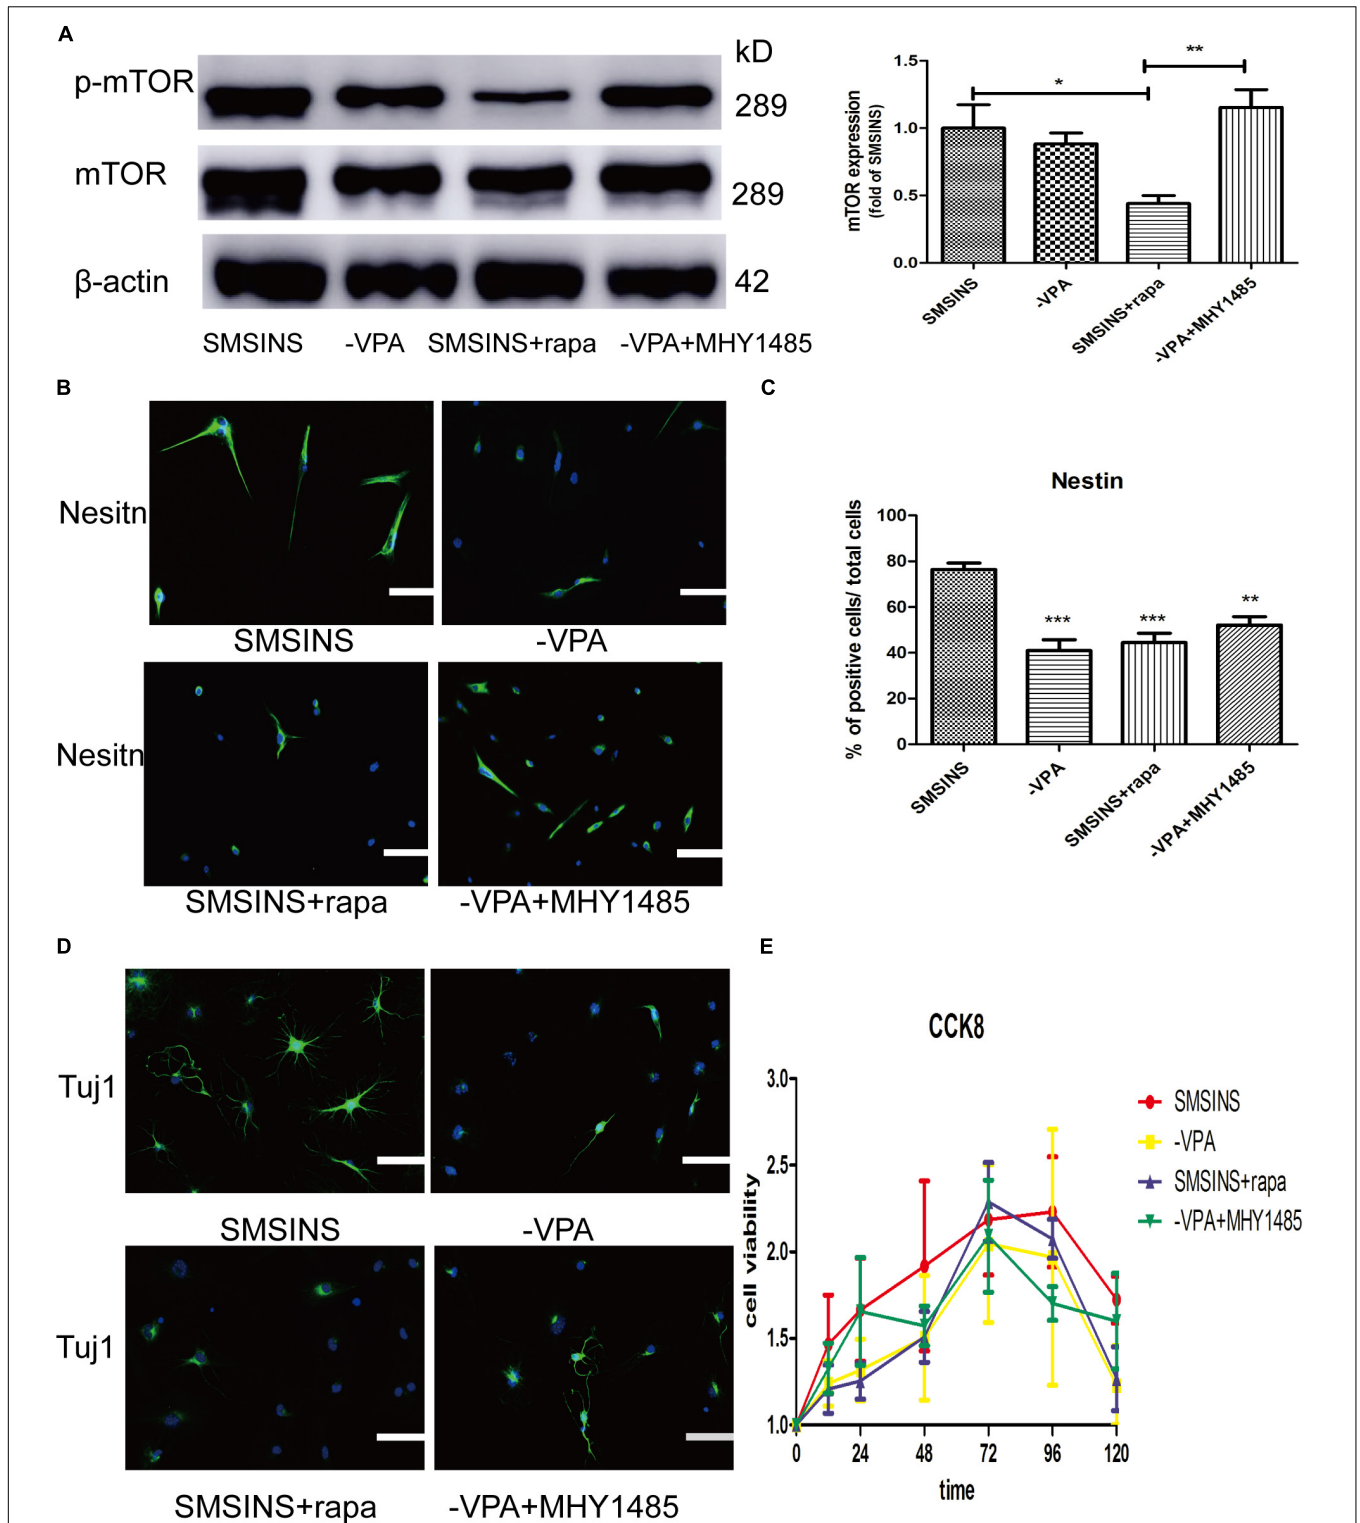 A
p-mTOR
kD
289
mTOR
289
β-actin
42
SMSINS -VPA SMSINS+rapa -VPA+MHY1485
mTOR expression
(fold of SMSINS)
1.5
1.0
0.5
0.0
*
**
SMSINS
-VPA
SMSINS+rapa
-VPA+MHY1485
B
Nesitn
SMSINS -VPA
Nesitn
SMSINS+rapa -VPA+MHY1485
C
Nestin
% of positive cells/ total cells
100
80
60
40
20
0
***
***
**
SMSINS
-VPA
SMSINS+rapa
-VPA+MHY1485
D
Tuj1
SMSINS -VPA
Tuj1
SMSINS+rapa -VPA+MHY1485
E
CCK8
cell viability
3.0
2.5
2.0
1.5
1.0
0 24 48 72 96 120
time
SMSINS
-VPA
SMSINS+rapa
-VPA+MHY1485